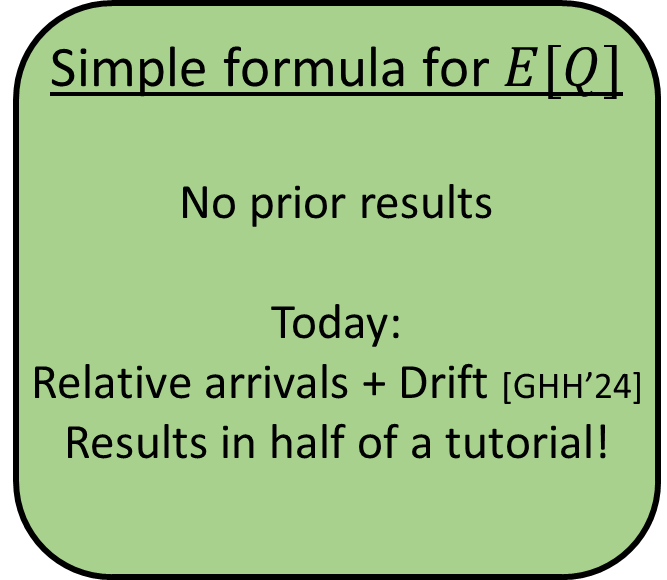 Simple formula for E[Q]
No prior results
Today:
Relative arrivals + Drift [GHH’24]
Results in half of a tutorial!